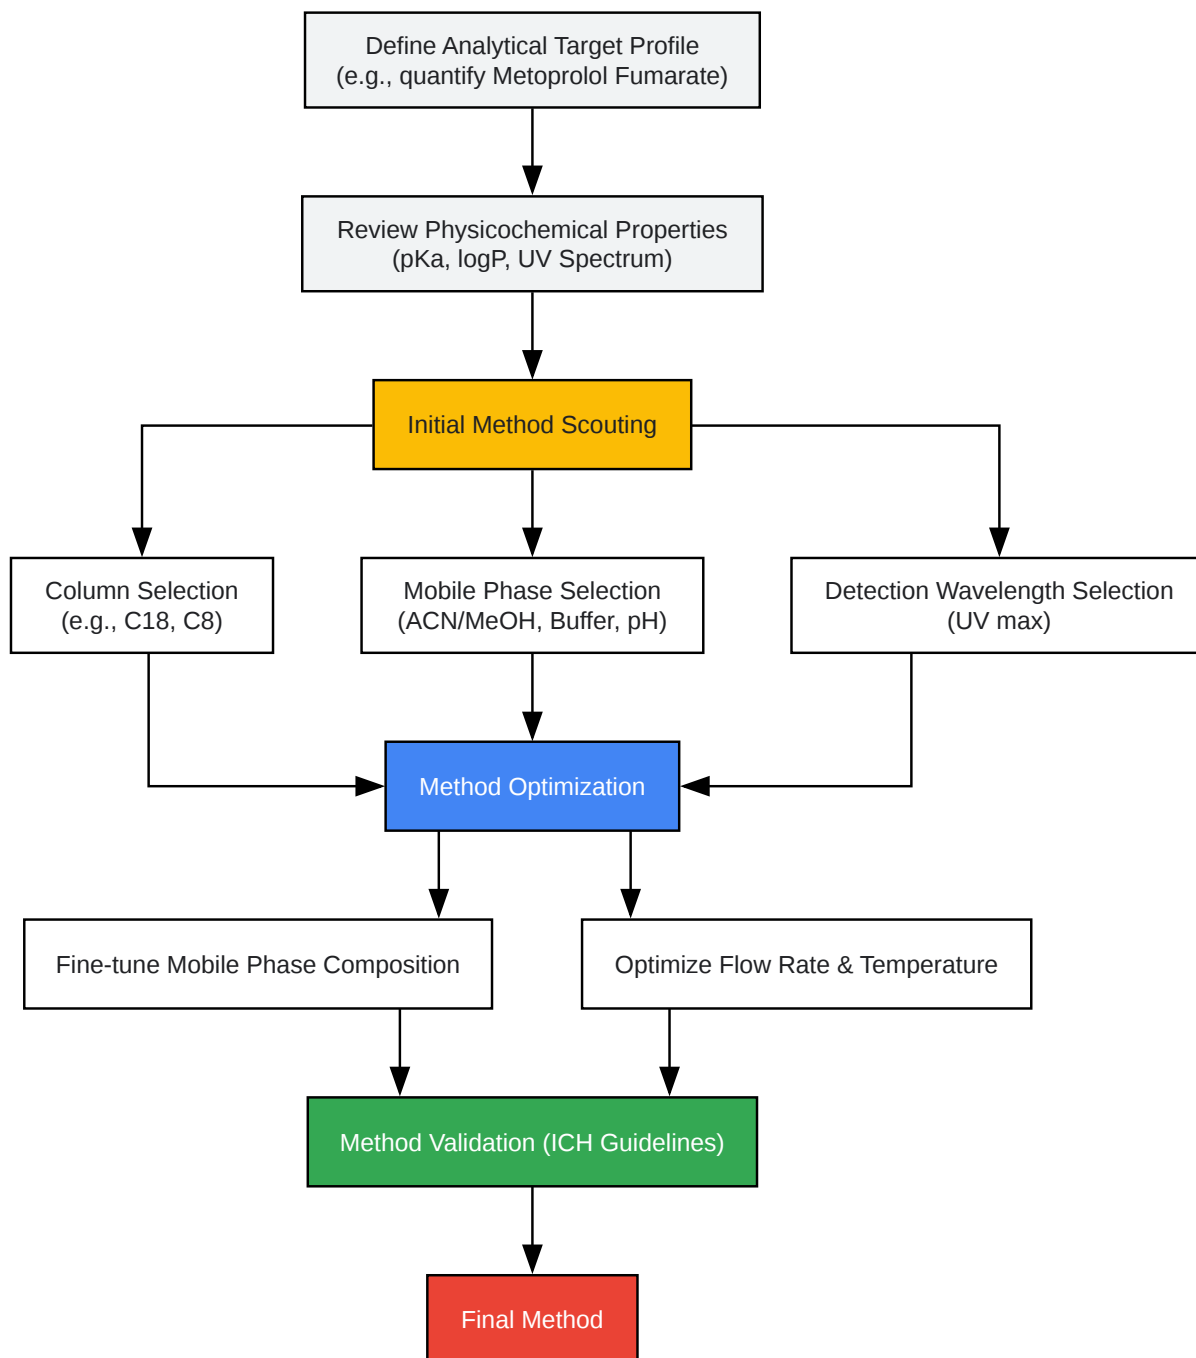 Define Analytical Target Profile
(e.g., quantify Metoprolol Fumarate)
Review Physicochemical Properties
(pKa, logP, UV Spectrum)
Initial Method Scouting
Column Selection
(e.g., C18, C8)
Mobile Phase Selection
(ACN/MeOH, Buffer, pH)
Detection Wavelength Selection
(UV max)
Method Optimization
Fine-tune Mobile Phase Composition
Optimize Flow Rate & Temperature
Method Validation (ICH Guidelines)
Final Method